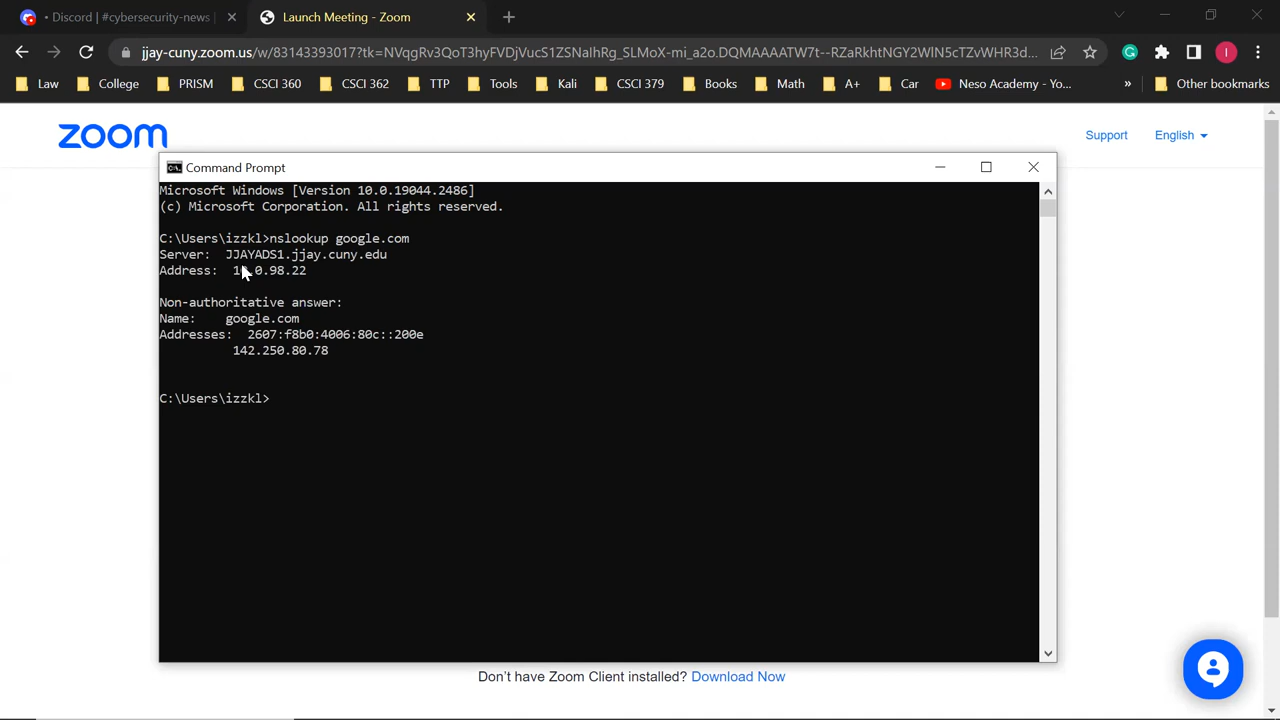 Discord | #cybersecurity-news
Launch Meeting - Zoom
jjay-cuny.zoom.us/w/83143393017?tk=NVqgRv3QoT3hyFVDjVucS1ZSNaIhRg_SLMoX-mi_a2o.DQMAAAATW7t--RZaRkhtNGY2WlN5cTZvWHR3d...
Law College PRISM CSCI 360 CSCI 362 TTP Tools Kali CSCI 379 Books Math A+ Car Neso Academy - Yo... » Other bookmarks
zoom
Support English
Command Prompt
Microsoft Windows [Version 10.0.19044.2486]
(c) Microsoft Corporation. All rights reserved.
C:\Users\izzkl>nslookup google.com
Server: JJAYADS1.jjay.cuny.edu
Address: .0.98.22
Non-authoritative answer:
Name: google.com
Addresses: 2607:f8b0:4006:80c::200e
142.250.80.78
C:\Users\izzkl>
Don't have Zoom Client installed? Download Now